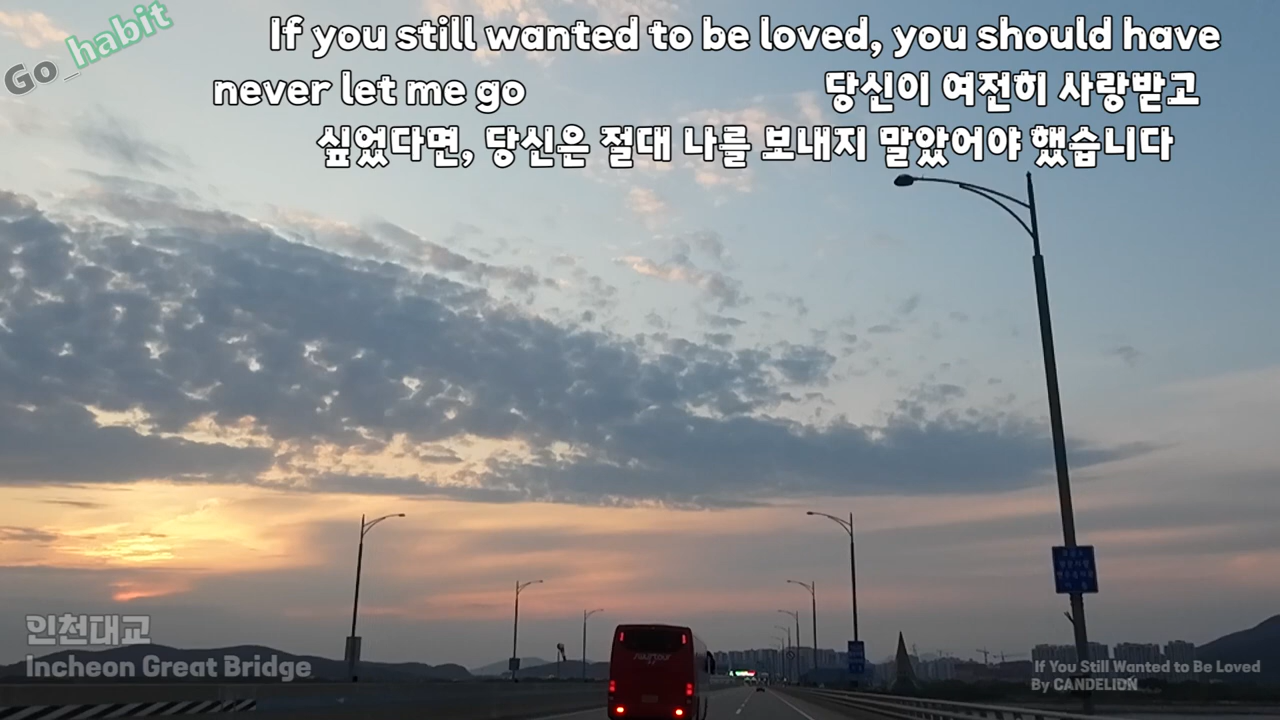 Go_habit
If you still wanted to be loved, you should have
never let me go 당신이 여전히 사랑받고
싶었다면, 당신은 절대 나를 보내지 말았어야 했습니다
인천대교
Incheon Great Bridge
If You Still Wanted to Be Loved
By CANDELION